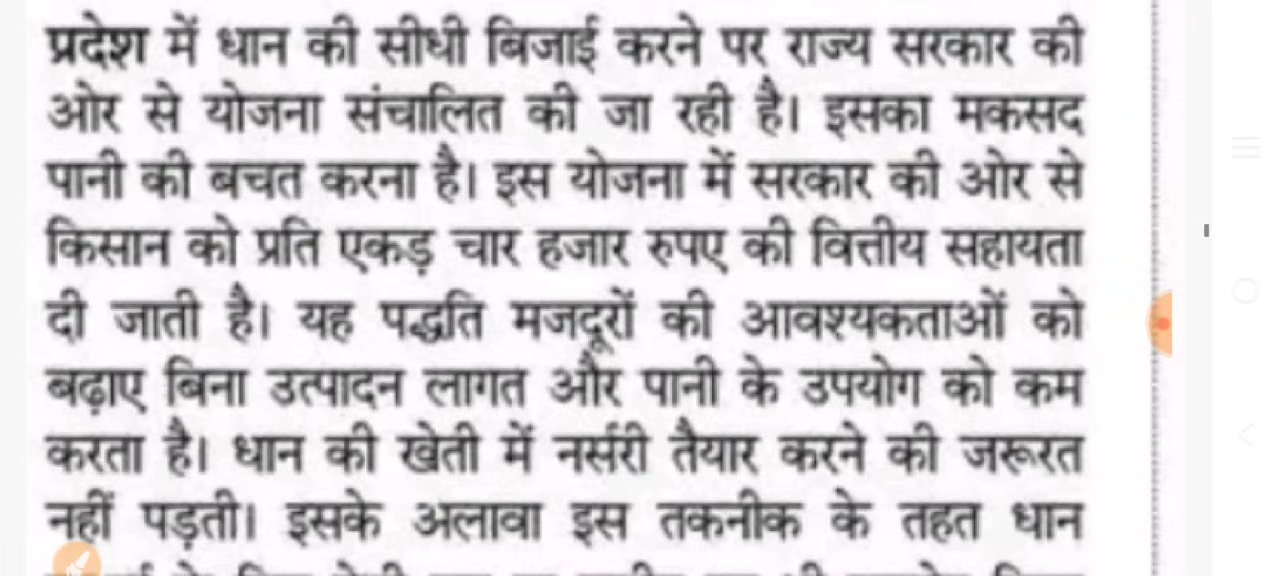 प्रदेश में धान की सीधी बिजाई करने पर राज्य सरकार की
ओर से योजना संचालित की जा रही है। इसका मकसद
पानी की बचत करना है। इस योजना में सरकार की ओर से
किसान को प्रति एकड़ चार हजार रुपए की वित्तीय सहायता
दी जाती है। यह पद्धति मजदूरों की आवश्यकताओं को
बढ़ाए बिना उत्पादन लागत और पानी के उपयोग को कम
करता है। धान की खेती में नर्सरी तैयार करने की जरूरत
नहीं पड़ती। इसके अलावा इस तकनीक के तहत धान